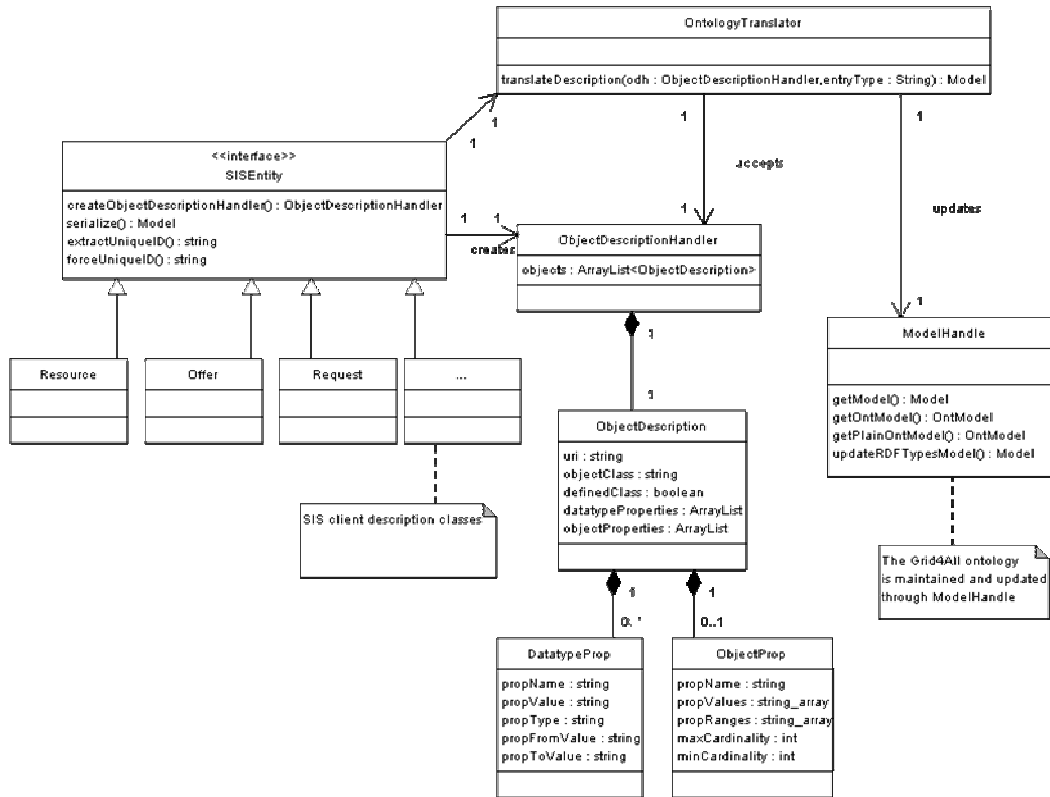 OntologyTranslator
translateDescription(odh : ObjectDescriptionHandler,entryType : String) : Model
1
1
1
1
accepts
1
updates
1
<<interface>>
SISEntity
createObjectDescriptionHandler() : ObjectDescriptionHandler
serialize() : Model
extractUniqueID() : string
forceUniqueID() : string
1
1
creates
ObjectDescriptionHandler
objects : ArrayList<ObjectDescription>
ModelHandle
getModel() : Model
getOntModel() : OntModel
getPlainOntModel() : OntModel
updateRDFTypesModel() : Model
Resource
Offer
Request
...
1
1
ObjectDescription
uri : string
objectClass : string
definedClass : boolean
datatypeProperties : ArrayList
objectProperties : ArrayList
SIS client description classes
The Grid4All ontology
is maintained and updated
through ModelHandle
1
0..*
1
0..1
DatatypeProp
propName : string
propValue : string
propType : string
propFromValue : string
propToValue : string
ObjectProp
propName : string
propValues : string_array
propRanges : string_array
maxCardinality : int
minCardinality : int